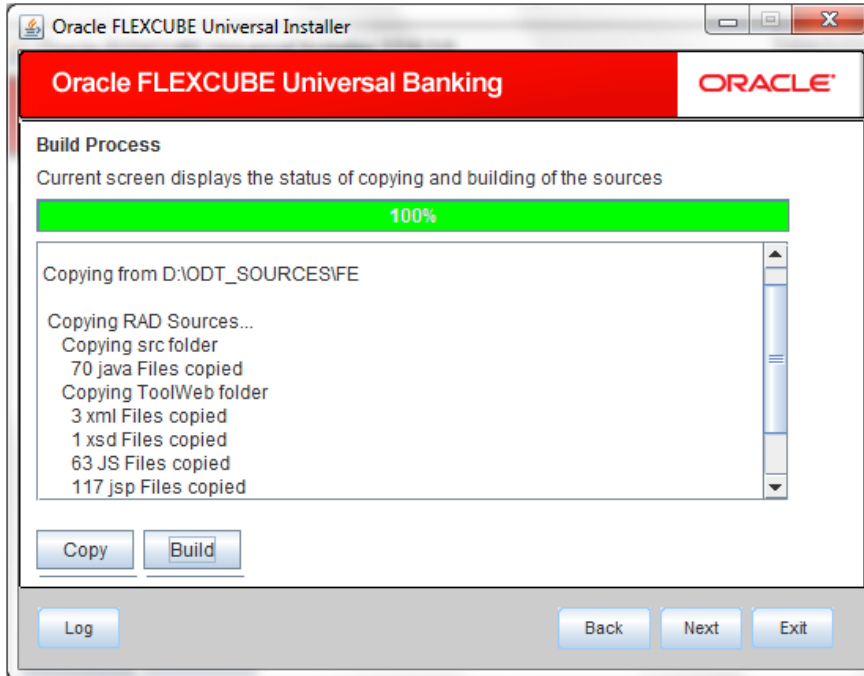 Oracle FLEXCUBE Universal Installer
Oracle FLEXCUBE Universal Banking
ORACLE
Build Process
Current screen displays the status of copying and building of the sources
100%
Copying from D:\ODT_SOURCES\FE
Copying RAD Sources...
Copying src folder
70 java Files copied
Copying ToolWeb folder
3 xml Files copied
1 xsd Files copied
63 JS Files copied
117 jsp Files copied
Copy Build
Log Back Next Exit